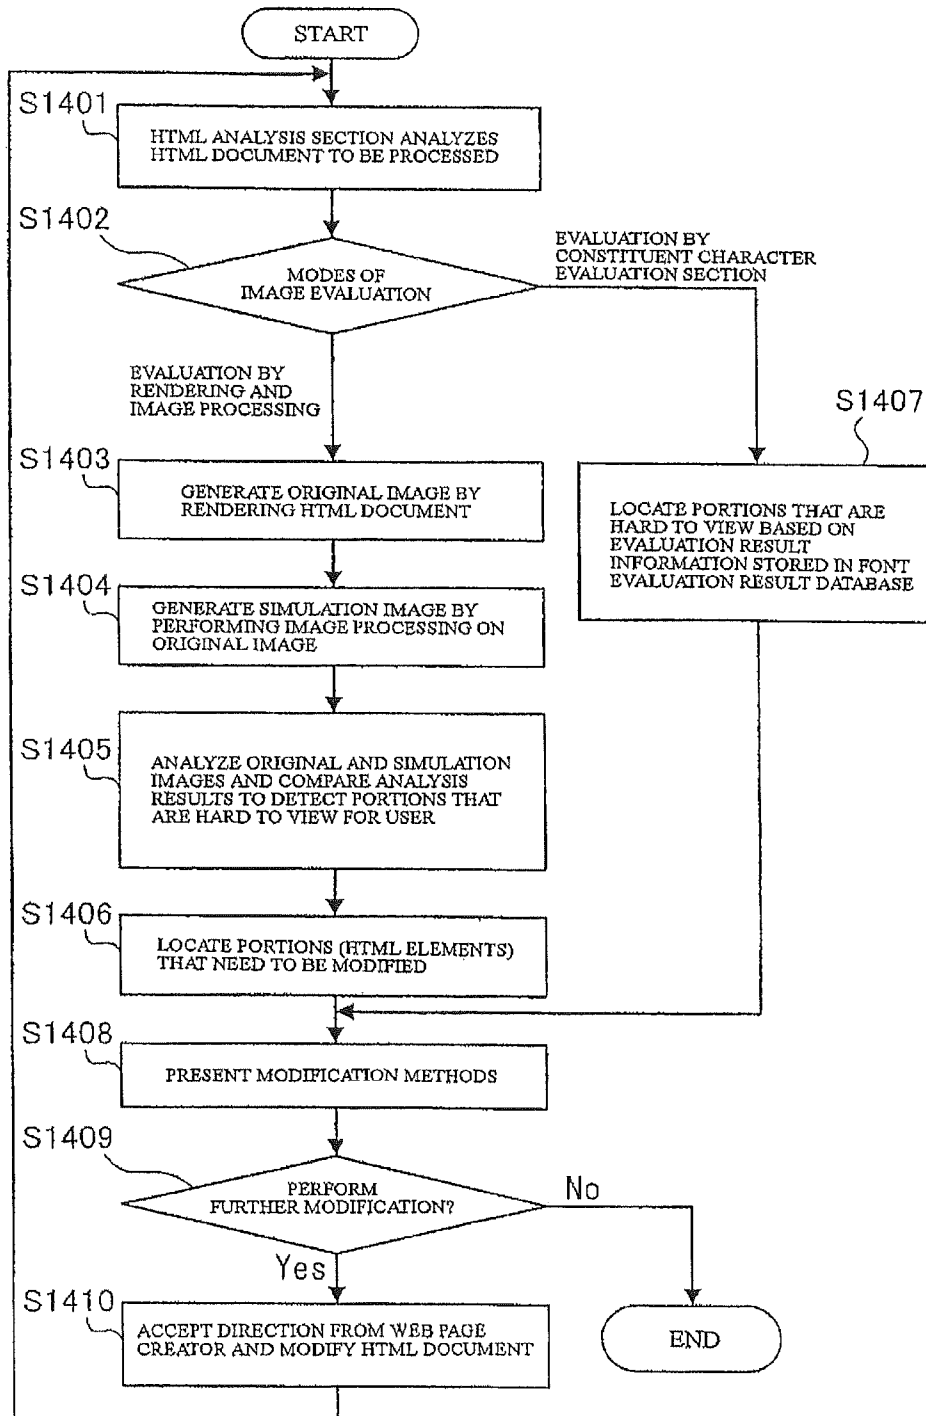 START
S1401
HTML ANALYSIS SECTION ANALYZES
HTML DOCUMENT TO BE PROCESSED
S1402
MODES OF
IMAGE EVALUATION
EVALUATION BY
CONSTITUENT CHARACTER
EVALUATION SECTION
EVALUATION BY
RENDERING AND
IMAGE PROCESSING
S1407
LOCATE PORTIONS THAT ARE
HARD TO VIEW BASED ON
EVALUATION RESULT
INFORMATION STORED IN FONT
EVALUATION RESULT DATABASE
S1403
GENERATE ORIGINAL IMAGE BY
RENDERING HTML DOCUMENT
S1404
GENERATE SIMULATION IMAGE BY
PERFORMING IMAGE PROCESSING ON
ORIGINAL IMAGE
S1405
ANALYZE ORIGINAL AND SIMULATION
IMAGES AND COMPARE ANALYSIS
RESULTS TO DETECT PORTIONS THAT
ARE HARD TO VIEW FOR USER
S1406
LOCATE PORTIONS (HTML ELEMENTS)
THAT NEED TO BE MODIFIED
S1408
PRESENT MODIFICATION METHODS
S1409
PERFORM
FURTHER MODIFICATION?
No
Yes
S1410
ACCEPT DIRECTION FROM WEB PAGE
CREATOR AND MODIFY HTML DOCUMENT
END